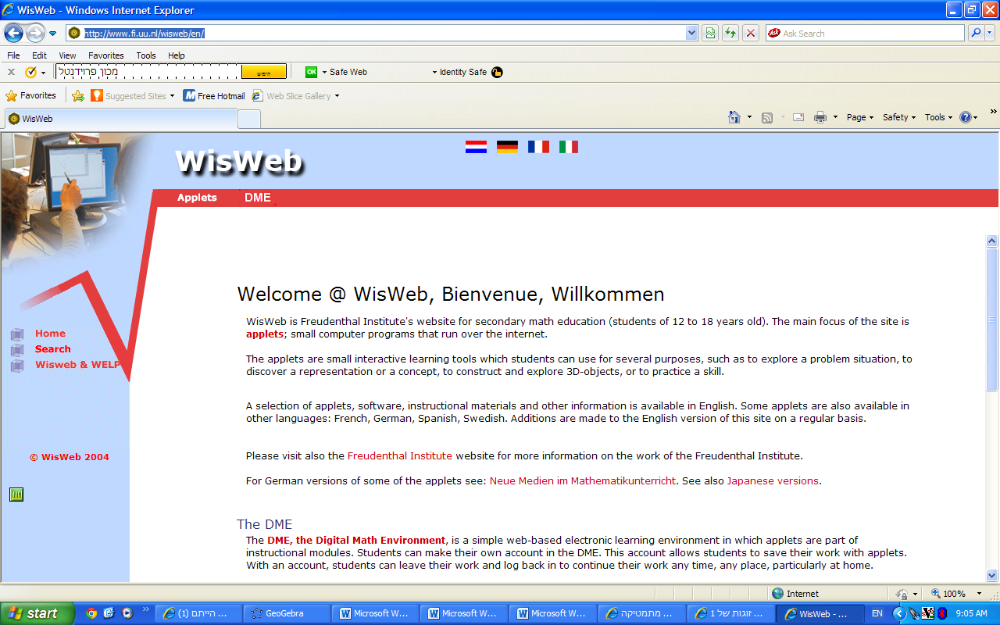 WisWeb - Windows Internet Explorer
http://www.fi.uu.nl/wisweb/en/
Ask Search
File Edit View Favorites Tools Help
מכון פרוידנטל
חיפוש
OK Safe Web Identity Safe
Favorites Suggested Sites Free Hotmail Web Slice Gallery
WisWeb
Page Safety Tools
WisWeb
Applets DME
Welcome @ WisWeb, Bienvenue, Willkommen
WisWeb is Freudenthal Institute's website for secondary math education (students of 12 to 18 years old). The main focus of the site is
applets; small computer programs that run over the internet.
The applets are small interactive learning tools which students can use for several purposes, such as to explore a problem situation, to
discover a representation or a concept, to construct and explore 3D-objects, or to practice a skill.
A selection of applets, software, instructional materials and other information is available in English. Some applets are also available in
other languages: French, German, Spanish, Swedish. Additions are made to the English version of this site on a regular basis.
Please visit also the Freudenthal Institute website for more information on the work of the Freudenthal Institute.
For German versions of some of the applets see: Neue Medien im Mathematikunterricht. See also Japanese versions.
The DME
The DME, the Digital Math Environment, is a simple web-based electronic learning environment in which applets are part of
instructional modules. Students can make their own account in the DME. This account allows students to save their work with applets.
With an account, students can leave their work and log back in to continue their work any time, any place, particularly at home.
Home
Search
Wisweb & WELP
© WisWeb 2004
Internet 100%
start
(1) הייתם ...
GeoGebra
Microsoft W...
Microsoft W...
Microsoft W...
מתמטיקה ...
זוגות של 1 ...
WisWeb - ...
EN
9:05 AM